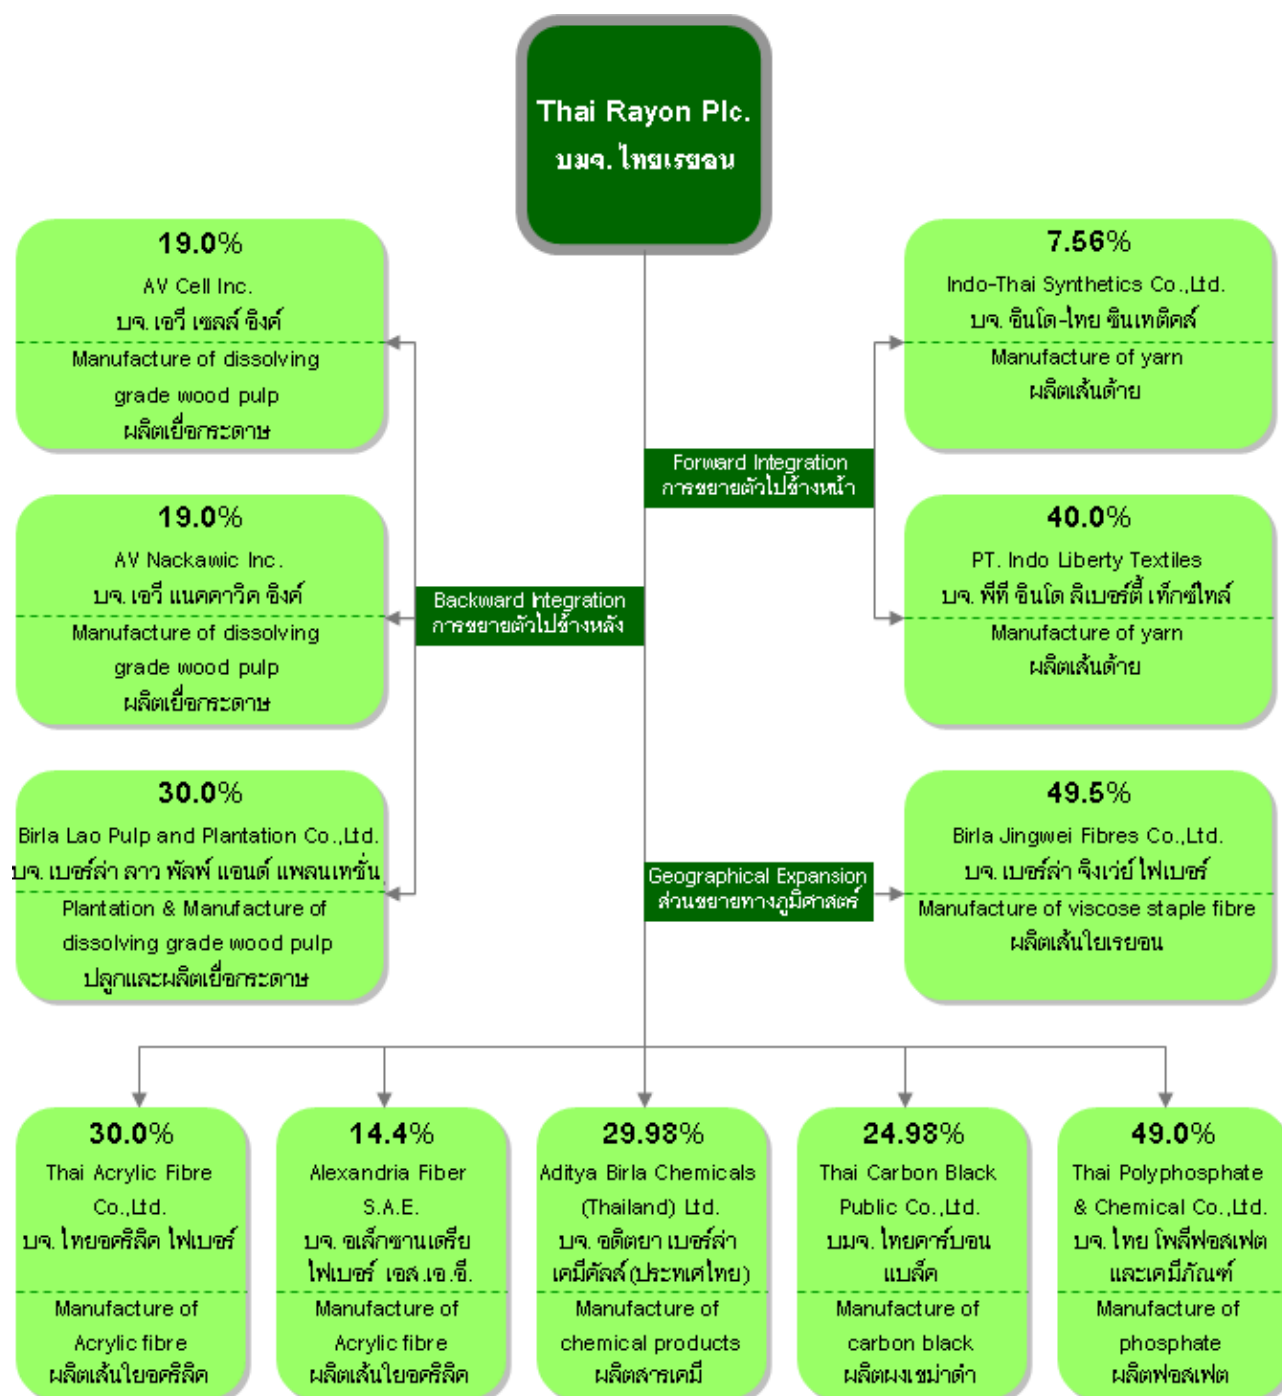 Thai Rayon Plc.
บมจ. ไทยเรยอน
19.0%
AV Cell Inc.
บจ. เอวี เซลล์ อิงค์
Manufacture of dissolving
grade wood pulp
ผลิตเยื่อกระดาษ
7.56%
Indo-Thai Synthetics Co.,Ltd.
บจ. อินโด-ไทย ซินเทติคส์
Manufacture of yarn
ผลิตเส้นด้าย
Forward Integration
การขยายตัวไปข้างหน้า
19.0%
AV Nackawic Inc.
บจ. เอวี แนคคาวิค อิงค์
Manufacture of dissolving
grade wood pulp
ผลิตเยื่อกระดาษ
40.0%
PT. Indo Liberty Textiles
บจ. พีที อินโด ลิเบอร์ตี้ เท็กซ์ไทล์
Manufacture of yarn
ผลิตเส้นด้าย
Backward Integration
การขยายตัวไปข้างหลัง
30.0%
Birla Lao Pulp and Plantation Co.,Ltd.
บจ. เบอร์ล่า ลาว พัลพ์ แอนด์ แพลนเทชั่น
Plantation & Manufacture of
dissolving grade wood pulp
ปลูกและผลิตเยื่อกระดาษ
Geographical Expansion
ส่วนขยายทางภูมิศาสตร์
49.5%
Birla Jingwei Fibres Co.,Ltd.
บจ. เบอร์ล่า จิงเว่ย์ ไฟเบอร์
Manufacture of viscose staple fibre
ผลิตเส้นใยเรยอน
30.0%
Thai Acrylic Fibre
Co.,Ltd.
บจ. ไทยอคริลิค ไฟเบอร์
Manufacture of
Acrylic fibre
ผลิตเส้นใยอคริลิค
14.4%
Alexandria Fiber
S.A.E.
บจ. อเล็กซานเดรีย
ไฟเบอร์ เอส.เอ.อี.
Manufacture of
Acrylic fibre
ผลิตเส้นใยอคริลิค
29.98%
Aditya Birla Chemicals
(Thailand) Ltd.
บจ. อดิตยา เบอร์ล่า
เคมีคัลส์(ประทเศไทย)
Manufacture of
chemical products
ผลิตสารเคมี
24.98%
Thai Carbon Black
Public Co.,Ltd.
บมจ. ไทยคาร์บอน
แบล็ค
Manufacture of
carbon black
ผลิตผงเขม่าดำ
49.0%
Thai Polyphosphate
& Chemical Co.,Ltd.
บจ. ไทย โพลีฟอสเฟต
และเคมีภัณฑ์
Manufacture of
phosphate
ผลิตฟอสเฟต